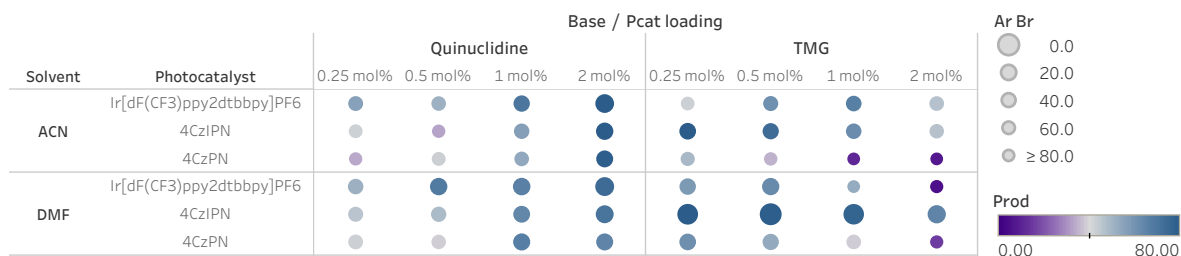 Base / Pcat loading
Quinuclidine TMG
Solvent Photocatalyst 0.25 mol% 0.5 mol% 1 mol% 2 mol% 0.25 mol% 0.5 mol% 1 mol% 2 mol%
Ir[dF(CF3)ppy2dtbbpy]PF6
ACN 4CzIPN
4CzPN
Ir[dF(CF3)ppy2dtbbpy]PF6
DMF 4CzIPN
4CzPN
Ar Br
0.0
20.0
40.0
60.0
≥ 80.0
Prod
0.00 80.00